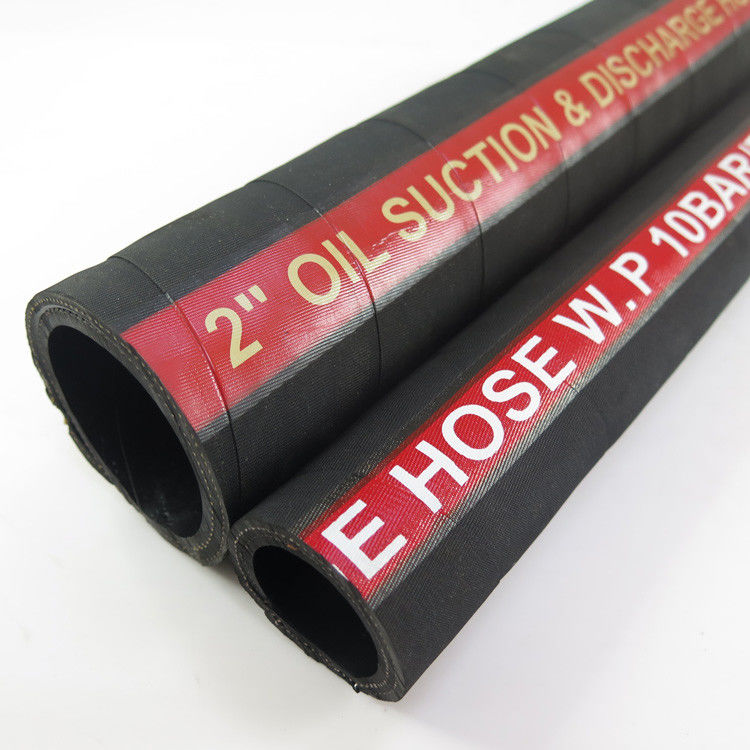 2" OIL SUCTION & DISCHARGE
E HOSE W.P 10BAR